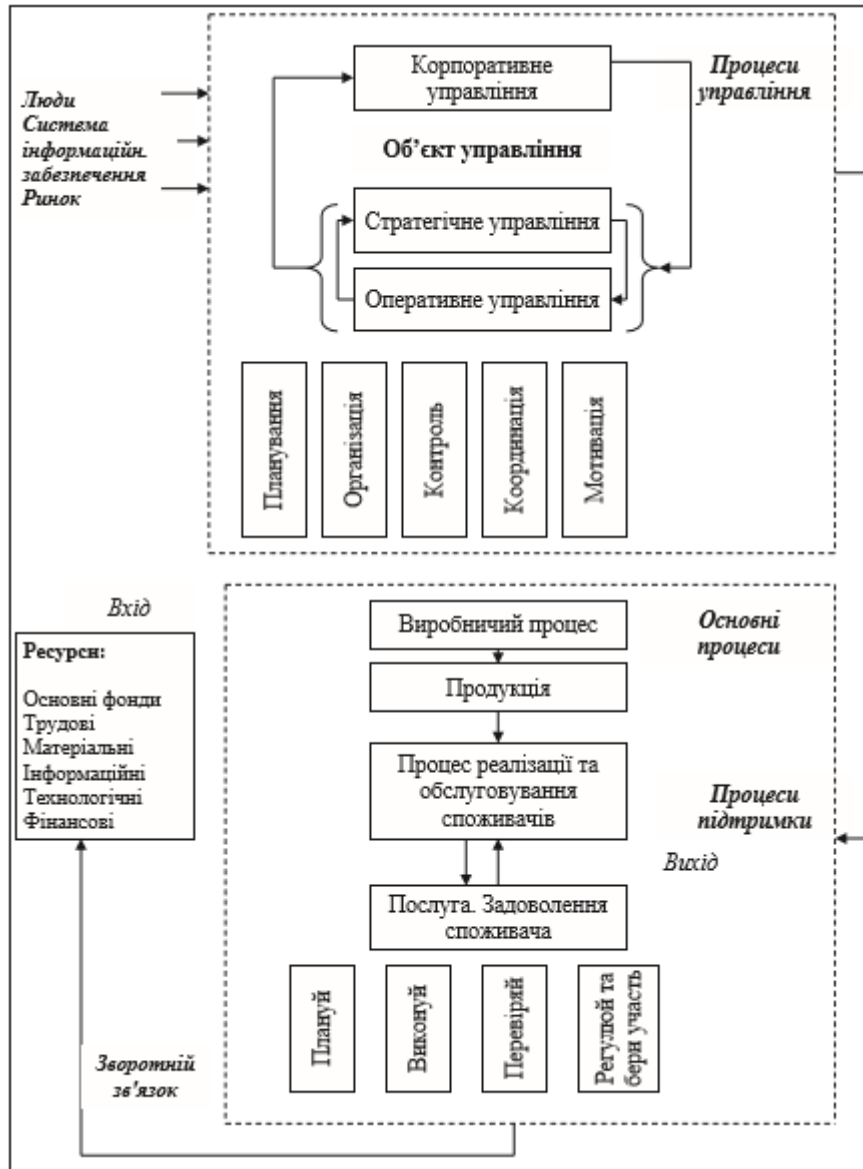 Корпоративне
управління
Процеси
управління
Люди
Система
інформаційн.
забезпечення
Ринок
Об’єкт управління
Стратегічне управління
Оперативне управління
Планування
Організація
Контроль
Координація
Мотивація
Вхід
Ресурси:
Основні фонди
Трудові
Матеріальні
Інформаційні
Технологічні
Фінансові
Виробничий процес
Основні
процеси
Продукція
Процес реалізації та
обслуговування
споживачів
Процеси
підтримки
Вихід
Послуга. Задоволення
споживача
Плануй
Виконуй
Перевіряй
Регулюй та
бери участь
Зворотній
зв'язок